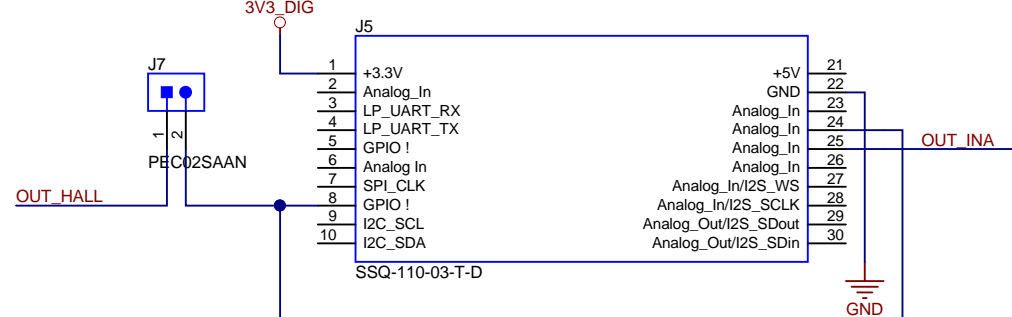 3V3_DIG
J5
J7
1 +3.3V +5V 21
2 Analog_In GND 22
3 LP_UART_RX Analog_In 23
4 LP_UART_TX Analog_In 24
5 GPIO ! Analog_In 25
OUT_INA
6 Analog In Analog_In 26
7 SPI_CLK Analog_In/I2S_WS 27
8 GPIO ! Analog_In/I2S_SCLK 28
9 I2C_SCL Analog_Out/I2S_SDout 29
10 I2C_SDA Analog_Out/I2S_SDin 30
1
2
PEC02SAAN
OUT_HALL
SSQ-110-03-T-D
GND